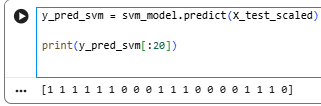 y_pred_svm = svm_model.predict(X_test_scaled)
print(y_pred_svm[:20])
[1 1 1 1 1 1 0 0 0 1 1 1 0 0 0 0 1 1 1 0]